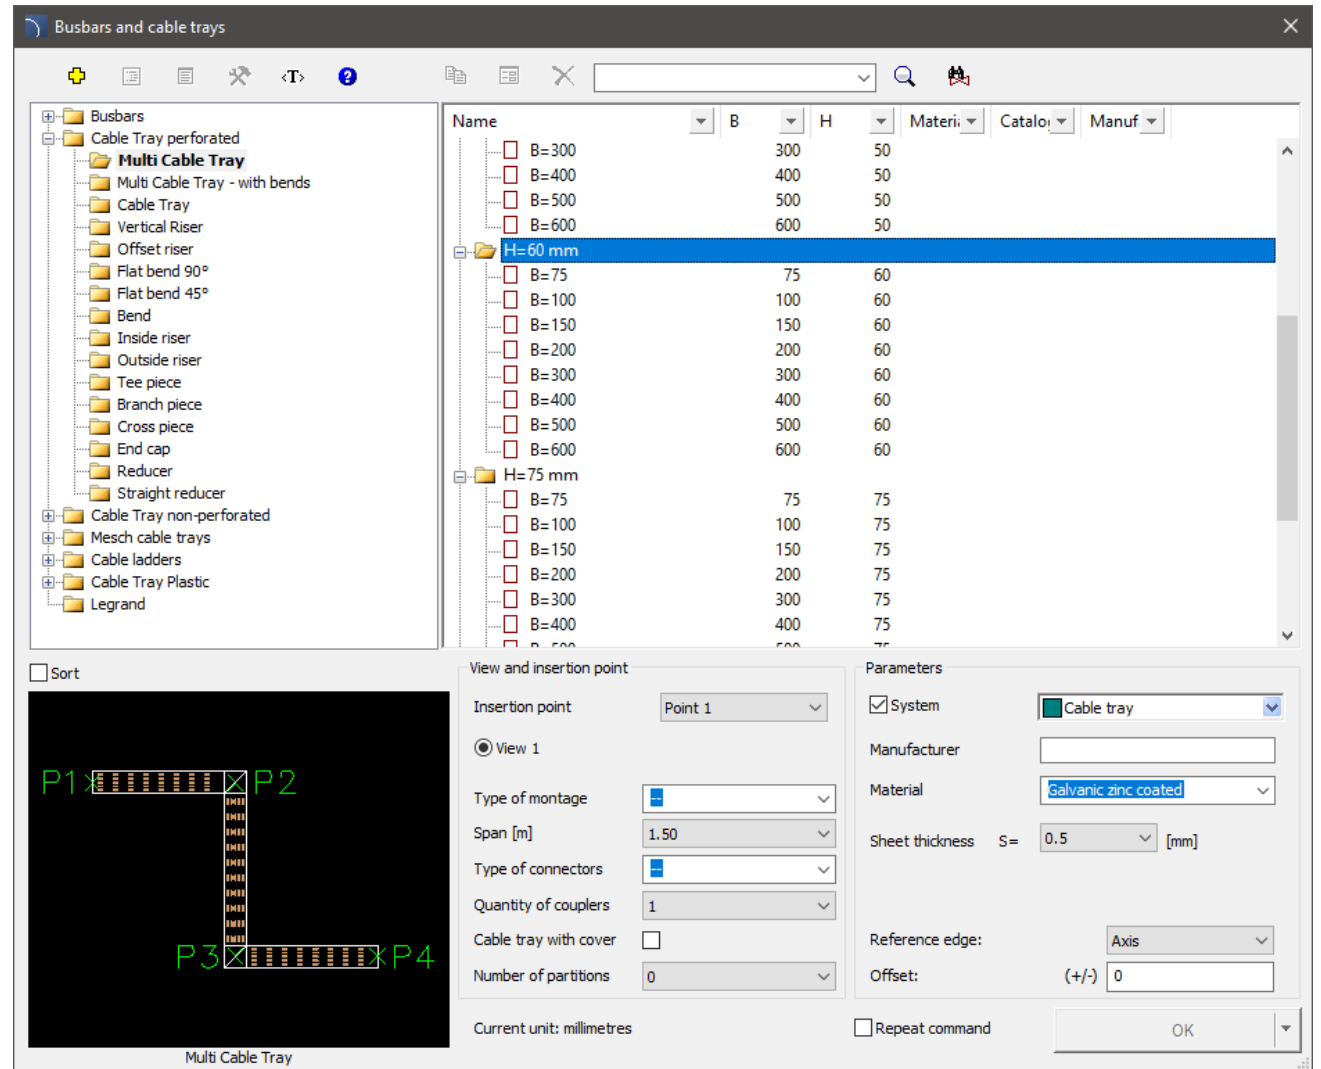 Busbars and cable trays
<T>
Busbars
Cable Tray perforated
Multi Cable Tray
Multi Cable Tray - with bends
Cable Tray
Vertical Riser
Offset riser
Flat bend 90°
Flat bend 45°
Bend
Inside riser
Outside riser
Tee piece
Branch piece
Cross piece
End cap
Reducer
Straight reducer
Cable Tray non-perforated
Mesch cable trays
Cable ladders
Cable Tray Plastic
Legrand
Name B H Materi Catalo Manuf
B=300 300 50
B=400 400 50
B=500 500 50
B=600 600 50
H=60 mm
B=75 75 60
B=100 100 60
B=150 150 60
B=200 200 60
B=300 300 60
B=400 400 60
B=500 500 60
B=600 600 60
H=75 mm
B=75 75 75
B=100 100 75
B=150 150 75
B=200 200 75
B=300 300 75
B=400 400 75
B=500 500 75
Sort
P1 P2
P3 P4
Multi Cable Tray
View and insertion point
Insertion point Point 1
View 1
Type of montage --
Span [m] 1.50
Type of connectors --
Quantity of couplers 1
Cable tray with cover
Number of partitions 0
Current unit: millimetres
Parameters
System Cable tray
Manufacturer
Material Galvanic zinc coated
Sheet thickness S= 0.5 [mm]
Reference edge: Axis
Offset: (+/-) 0
Repeat command OK